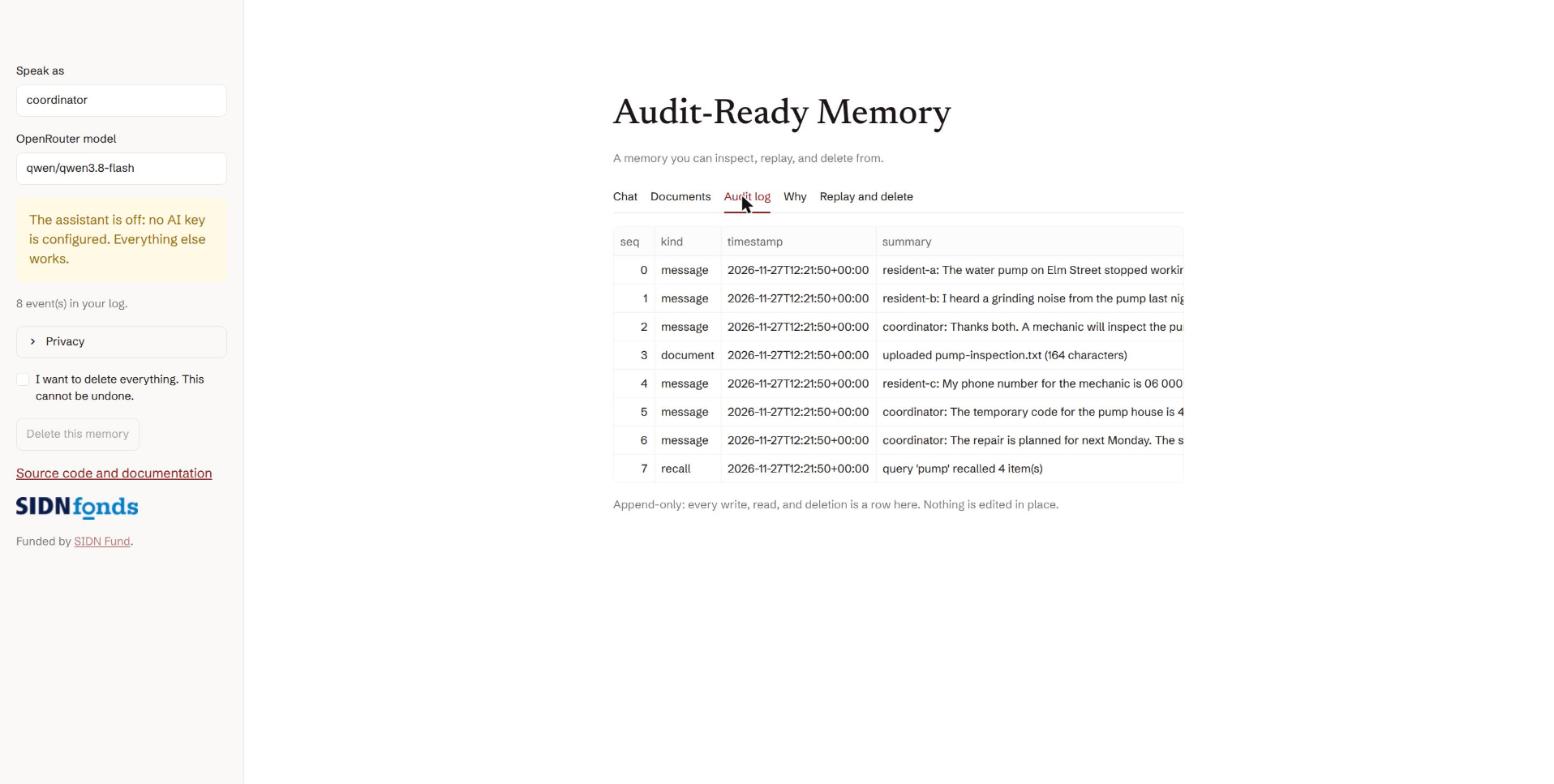 Speak as
coordinator
OpenRouter model
qwen/qwen3.8-flash
The assistant is off: no AI key
is configured. Everything else
works.
8 event(s) in your log.
Privacy
I want to delete everything. This
cannot be undone.
Delete this memory
Source code and documentation
SIDN fonds
Funded by SIDN Fund.
Audit-Ready Memory
A memory you can inspect, replay, and delete from.
Chat Documents Audit log Why Replay and delete
seq kind timestamp summary
0 message 2026-11-27T12:21:50+00:00 resident-a: The water pump on Elm Street stopped workin
1 message 2026-11-27T12:21:50+00:00 resident-b: I heard a grinding noise from the pump last nig
2 message 2026-11-27T12:21:50+00:00 coordinator: Thanks both. A mechanic will inspect the pu
3 document 2026-11-27T12:21:50+00:00 uploaded pump-inspection.txt (164 characters)
4 message 2026-11-27T12:21:50+00:00 resident-c: My phone number for the mechanic is 06 000
5 message 2026-11-27T12:21:50+00:00 coordinator: The temporary code for the pump house is 4
6 message 2026-11-27T12:21:50+00:00 coordinator: The repair is planned for next Monday. The s
7 recall 2026-11-27T12:21:50+00:00 query 'pump' recalled 4 item(s)
Append-only: every write, read, and deletion is a row here. Nothing is edited in place.